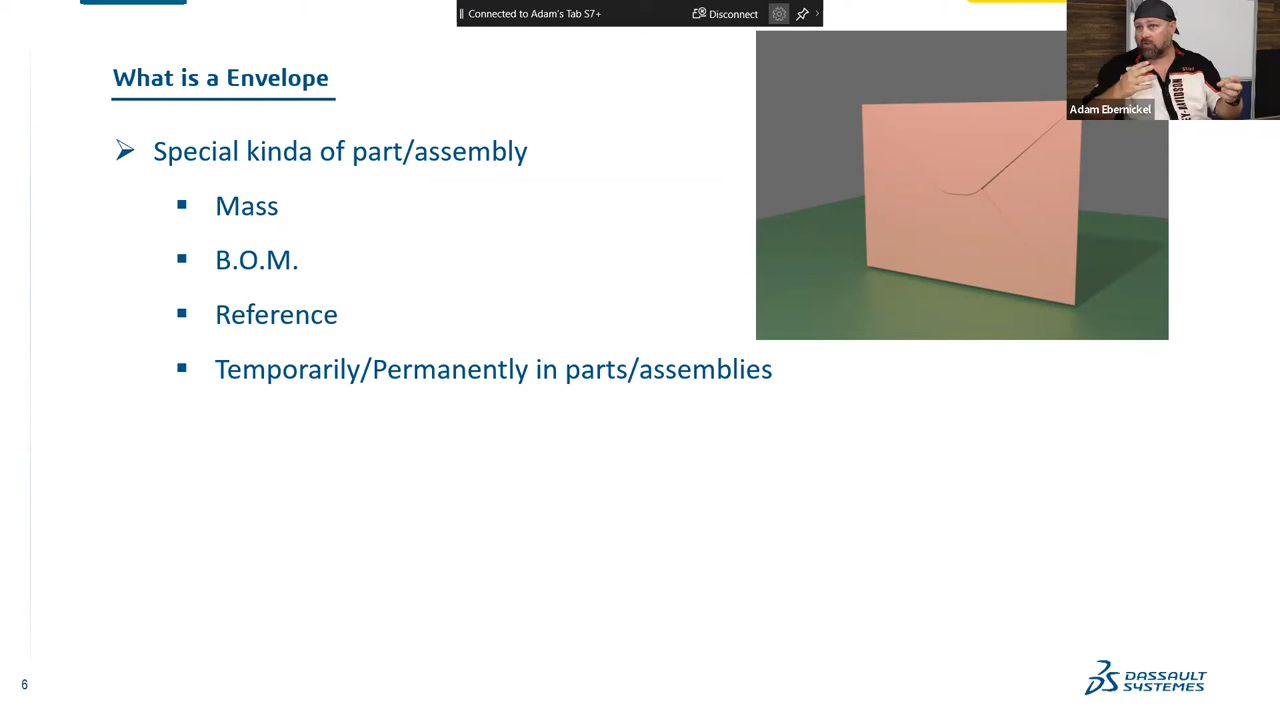 Connected to Adam's Tab S7+
Disconnect
What is a Envelope
Special kinda of part/assembly
Mass
B.O.M.
Reference
Temporarily/Permanently in parts/assemblies
Adam Ebernickel
6
DASSAULT
SYSTEMES